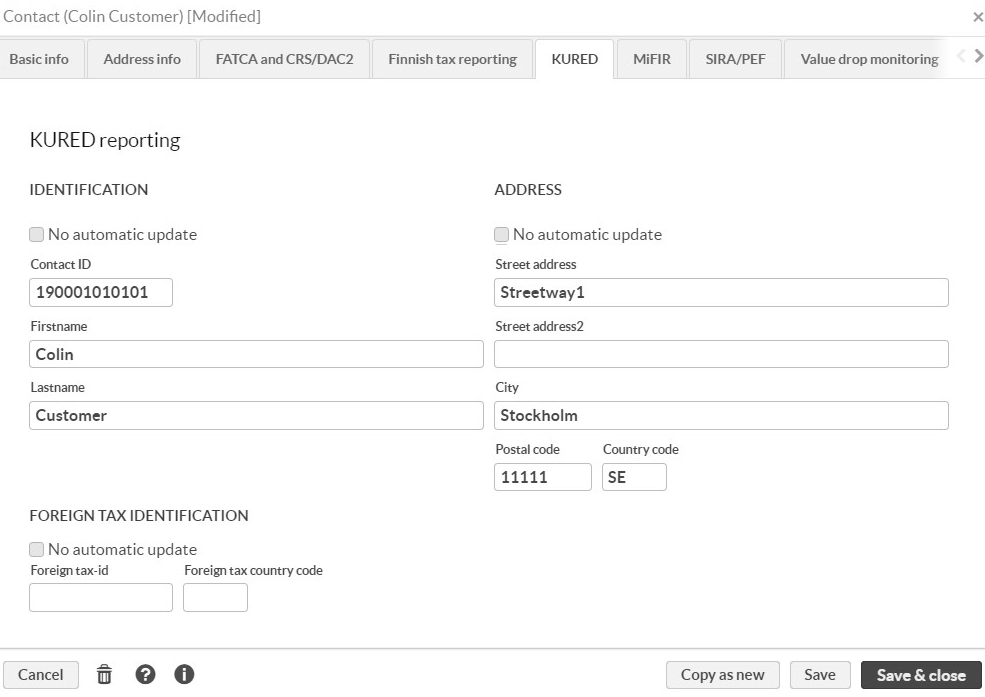 Contact (Colin Customer) [Modified]
Basic info
Address info
FATCA and CRS/DAC2
Finnish tax reporting
KURED
MiFIR
SIRA/PEF
Value drop monitoring
KURED reporting
IDENTIFICATION
No automatic update
Contact ID
190001010101
Firstname
Colin
Lastname
Customer
ADDRESS
No automatic update
Street address
Streetway1
Street address2
City
Stockholm
Postal code
Country code
11111
SE
FOREIGN TAX IDENTIFICATION
No automatic update
Foreign tax-id
Foreign tax country code
Cancel
Copy as new
Save
Save & close